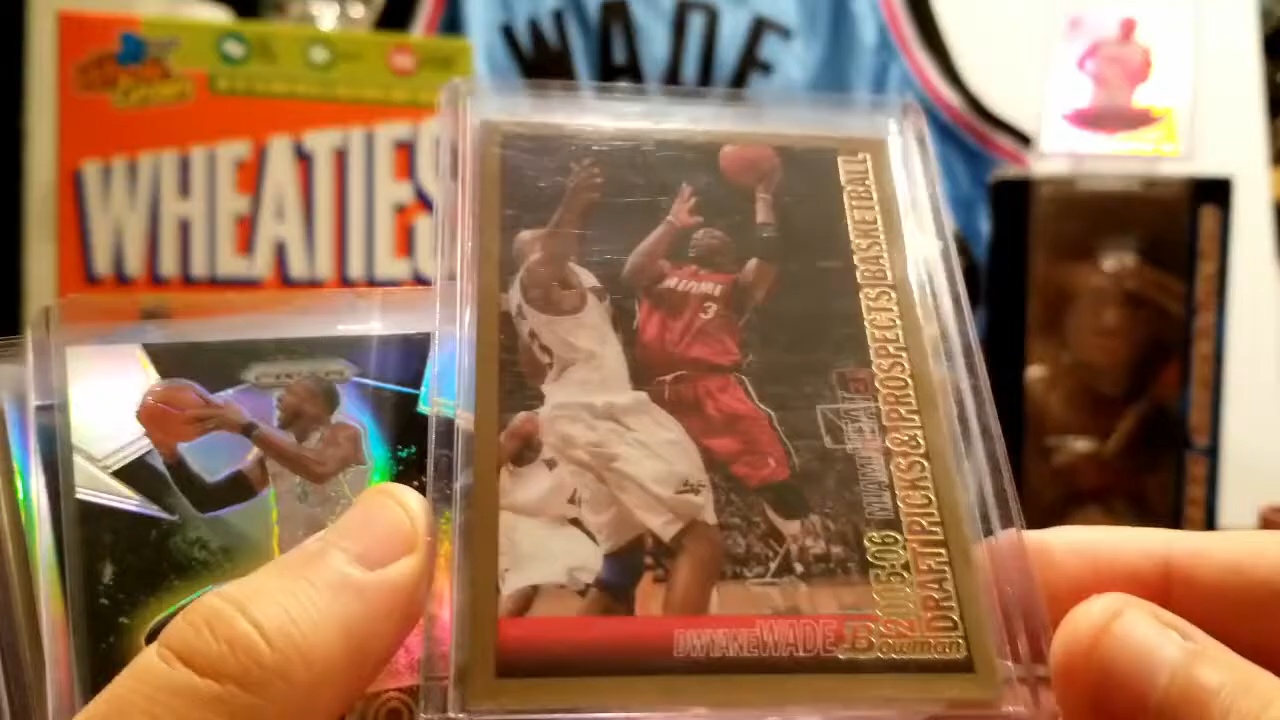 WADE
WHEATIES
MIAMI
3
MIAMI HEAT
2005-06
DRAFT PICKS & PROSPECTS BASKETBALL
DWYANE WADE
Bowman